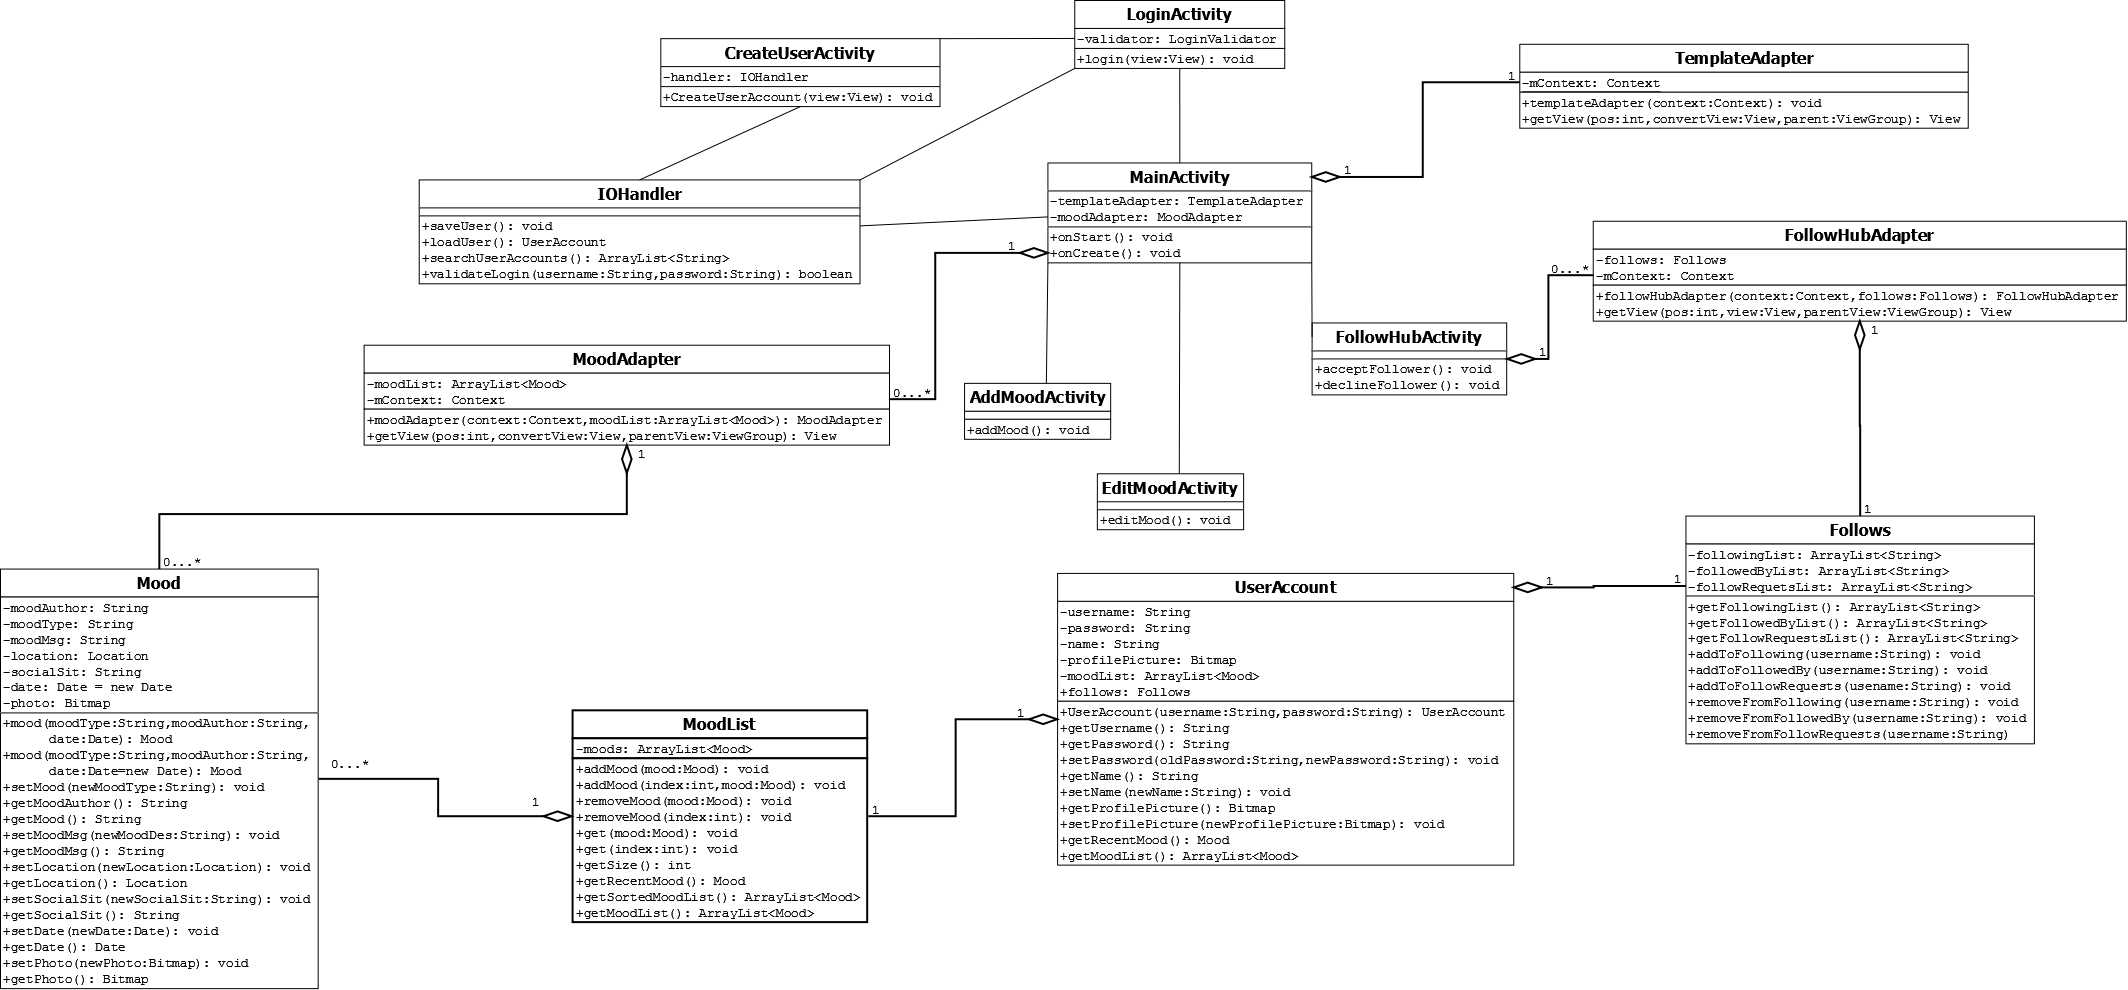 LoginActivity
-validator: LoginValidator
+login(view:View): void
CreateUserActivity
-handler: IOHandler
+CreateUserAccount(view:View): void
TemplateAdapter
-mContext: Context
+templateAdapter(context:Context): void
+getView(pos:int,convertView:View,parent:ViewGroup): View
1
1
MainActivity
-templateAdapter: TemplateAdapter
-moodAdapter: MoodAdapter
+onStart(): void
+onCreate(): void
IOHandler
+saveUser(): void
+loadUser(): UserAccount
+searchUserAccounts(): ArrayList<String>
+validateLogin(username:String,password:String): boolean
1
0...*
FollowHubAdapter
-follows: Follows
-mContext: Context
+followHubAdapter(context:Context,follows:Follows): FollowHubAdapter
+getView(pos:int,view:View,parentView:ViewGroup): View
0...*
1
1
FollowHubActivity
+acceptFollower(): void
+declineFollower(): void
MoodAdapter
-moodList: ArrayList<Mood>
-mContext: Context
+moodAdapter(context:Context,moodList:ArrayList<Mood>): MoodAdapter
+getView(pos:int,convertView:View,parentView:ViewGroup): View
1
0...*
AddMoodActivity
+addMood(): void
EditMoodActivity
+editMood(): void
1
Follows
-followingList: ArrayList<String>
-followedByList: ArrayList<String>
-followRequetsList: ArrayList<String>
+getFollowingList(): ArrayList<String>
+getFollowedByList(): ArrayList<String>
+getFollowRequestsList(): ArrayList<String>
+addToFollowing(username:String): void
+addToFollowedBy(username:String): void
+addToFollowRequests(usename:String): void
+removeFromFollowing(username:String): void
+removeFromFollowedBy(username:String): void
+removeFromFollowRequests(username:String)
1
1
Mood
-moodAuthor: String
-moodType: String
-moodMsg: String
-location: Location
-socialSit: String
-date: Date = new Date
-photo: Bitmap
+mood(moodType:String,moodAuthor:String,
date:Date): Mood
+mood(moodType:String,moodAuthor:String,
date:Date=new Date): Mood
+setMood(newMoodType:String): void
+getMoodAuthor(): String
+getMood(): String
+setMoodMsg(newMoodDes:String): void
+getMoodMsg(): String
+setLocation(newLocation:Location): void
+getLocation(): Location
+setSocialSit(newSocialSit:String): void
+getSocialSit(): String
+setDate(newDate:Date): void
+getDate(): Date
+setPhoto(newPhoto:Bitmap): void
+getPhoto(): Bitmap
0...*
1
MoodList
-moods: ArrayList<Mood>
+addMood(mood:Mood): void
+addMood(index:int,mood:Mood): void
+removeMood(mood:Mood): void
+removeMood(index:int): void
+get(mood:Mood): void
+get(index:int): void
+getSize(): int
+getRecentMood(): Mood
+getSortedMoodList(): ArrayList<Mood>
+getMoodList(): ArrayList<Mood>
1
1
UserAccount
-username: String
-password: String
-name: String
-profilePicture: Bitmap
-moodList: ArrayList<Mood>
+follows: Follows
+UserAccount(username:String,password:String): UserAccount
+getUsername(): String
+getPassword(): String
+setPassword(oldPassword:String,newPassword:String): void
+getName(): String
+setName(newName:String): void
+getProfilePicture(): Bitmap
+setProfilePicture(newProfilePicture:Bitmap): void
+getRecentMood(): Mood
+getMoodList(): ArrayList<Mood>